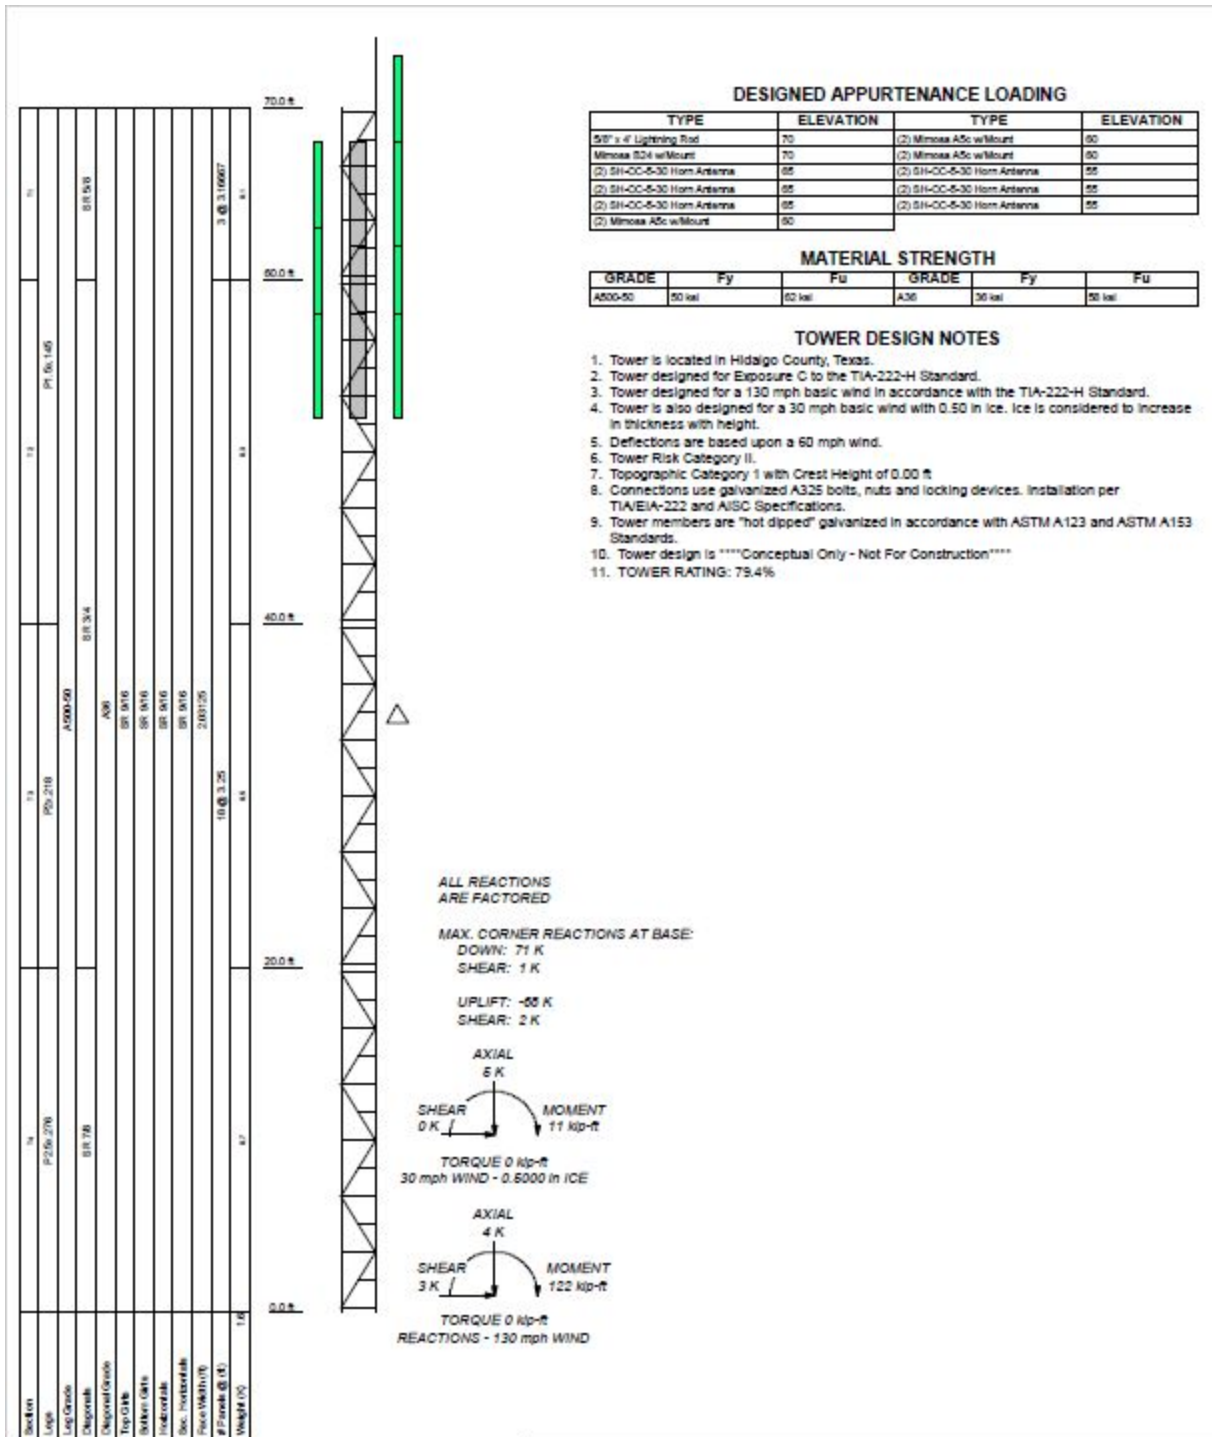 DESIGNED APPURTENANCE LOADING
TYPE ELEVATION TYPE ELEVATION
5/8" x 4' Lightning Rod 70 (2) Mimosa A5c w/Mount 60
Mimosa B24 w/Mount 70 (2) Mimosa A5c w/Mount 60
(2) SH-CC-5-30 Horn Antenna 65 (2) SH-CC-5-30 Horn Antenna 55
(2) SH-CC-5-30 Horn Antenna 65 (2) SH-CC-5-30 Horn Antenna 55
(2) SH-CC-5-30 Horn Antenna 65 (2) SH-CC-5-30 Horn Antenna 55
(2) Mimosa A5c w/Mount 60
MATERIAL STRENGTH
GRADE Fy Fu GRADE Fy Fu
A500-50 50 ksi 62 ksi A36 36 ksi 58 ksi
TOWER DESIGN NOTES
1. Tower is located in Hidalgo County, Texas.
2. Tower designed for Exposure C to the TIA-222-H Standard.
3. Tower designed for a 130 mph basic wind in accordance with the TIA-222-H Standard.
4. Tower is also designed for a 30 mph basic wind with 0.50 in ice. Ice is considered to increase
in thickness with height.
5. Deflections are based upon a 60 mph wind.
6. Tower Risk Category II.
7. Topographic Category 1 with Crest Height of 0.00 ft
8. Connections use galvanized A325 bolts, nuts and locking devices. Installation per
TIA/EIA-222 and AISC Specifications.
9. Tower members are "hot dipped" galvanized in accordance with ASTM A123 and ASTM A153
Standards.
10. Tower design is ****Conceptual Only - Not For Construction****
11. TOWER RATING: 79.4%
70.0 ft
60.0 ft
40.0 ft
20.0 ft
0.0 ft
ALL REACTIONS
ARE FACTORED
MAX. CORNER REACTIONS AT BASE:
DOWN: 71 K
SHEAR: 1 K
UPLIFT: -68 K
SHEAR: 2 K
AXIAL
5 K
SHEAR MOMENT
0 K 11 kip-ft
TORQUE 0 kip-ft
30 mph WIND - 0.5000 in ICE
AXIAL
4 K
SHEAR MOMENT
3 K 122 kip-ft
TORQUE 0 kip-ft
REACTIONS - 130 mph WIND
Section T4 T3 T2 T1
Legs P2.5x.276 P2x.218 P1.5x.145
Leg Grade A500-50
Diagonals SR 7/8 SR 3/4 SR 5/8
Diagonal Grade A36
Top Girts SR 9/16
Bottom Girts SR 9/16
Horizontals SR 9/16
Sec. Horizontals SR 9/16
Face Width (ft) 2.03125
# Panels @ (ft) 18 @ 3.25 3 @ 3.16667
Weight (K) 1.6